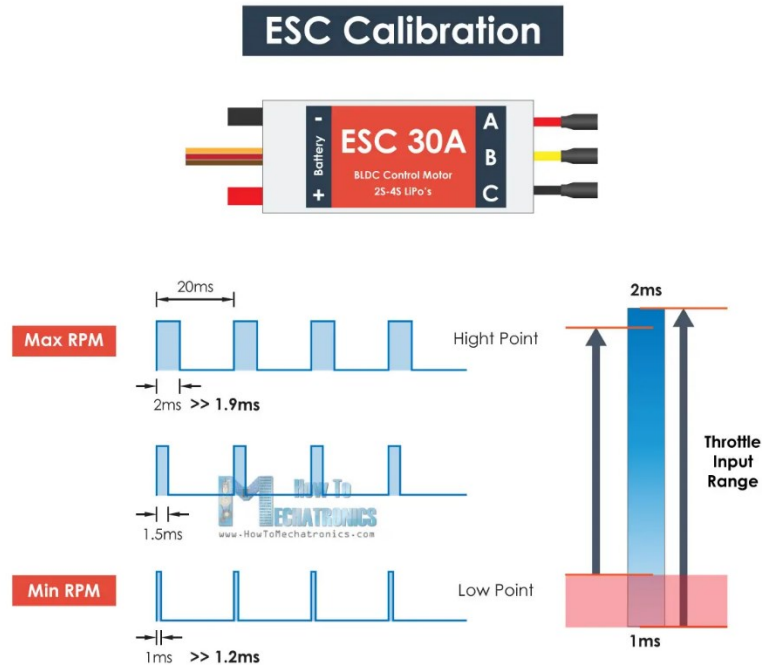 ESC Calibration
Battery
-
+
ESC 30A
BLDC Control Motor
2S-4S LiPo's
A
B
C
20ms
Max RPM
Hight Point
2ms >> 1.9ms
1.5ms
How To
MECHATRONICS
www.HowToMechatronics.com
Min RPM
Low Point
1ms >> 1.2ms
2ms
Throttle
Input
Range
1ms